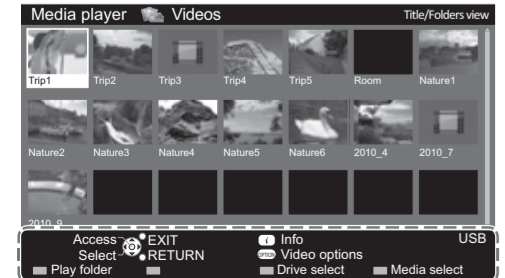 Media player Videos Title/Folders view
Trip1 Trip2 Trip3 Trip4 Trip5 Room Nature1
Nature2 Nature3 Nature4 Nature5 Nature6 2010_4 2010_7
2010_9
Access EXIT i Info USB
Select RETURN OPTION Video options
Play folder Drive select Media select